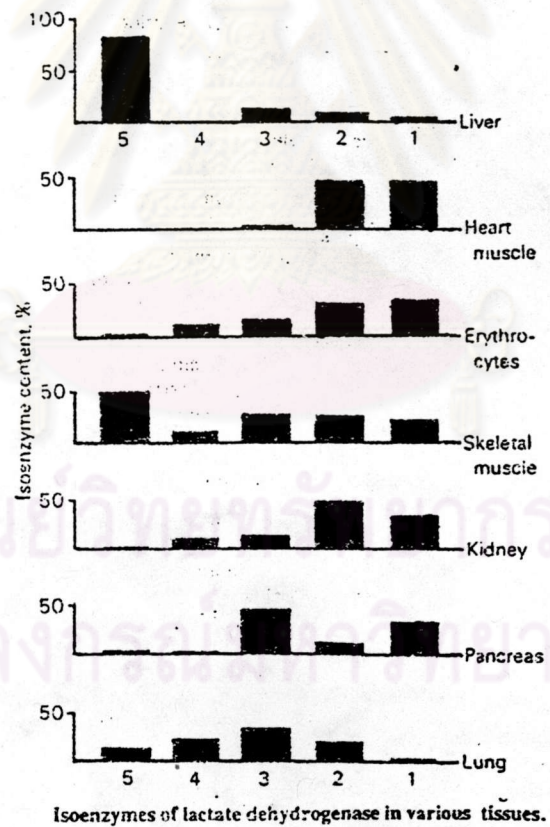 100
50
Liver
5 4 3 2 1
50
Heart
muscle
50
Erythro-
cytes
50
Skeletal
muscle
50
Kidney
50
Pancreas
50
Lung
5 4 3 2 1
Isoenzyme content, %
Isoenzymes of lactate dehydrogenase in various tissues.